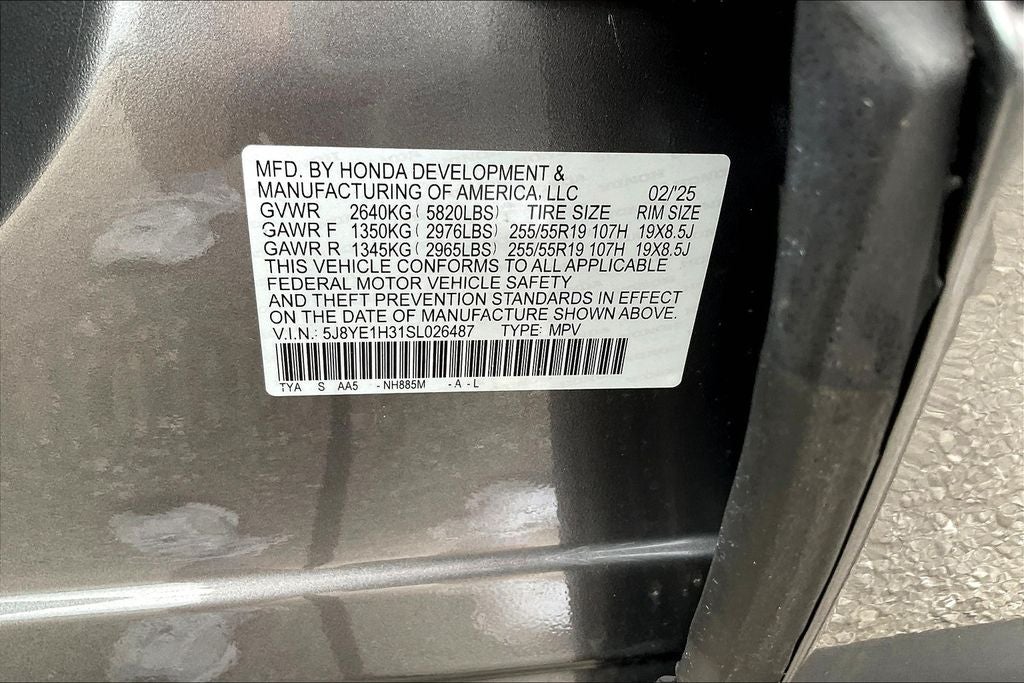 MFD. BY HONDA DEVELOPMENT &
MANUFACTURING OF AMERICA, LLC 02/'25
GVWR 2640KG ( 5820LBS) TIRE SIZE RIM SIZE
GAWR F 1350KG ( 2976LBS) 255/55R19 107H 19X8.5J
GAWR R 1345KG ( 2965LBS) 255/55R19 107H 19X8.5J
THIS VEHICLE CONFORMS TO ALL APPLICABLE
FEDERAL MOTOR VEHICLE SAFETY
AND THEFT PREVENTION STANDARDS IN EFFECT
ON THE DATE OF MANUFACTURE SHOWN ABOVE.
V.I.N.: 5J8YE1H31SL026487 TYPE: MPV
TYA S AA5 -NH885M -A -L